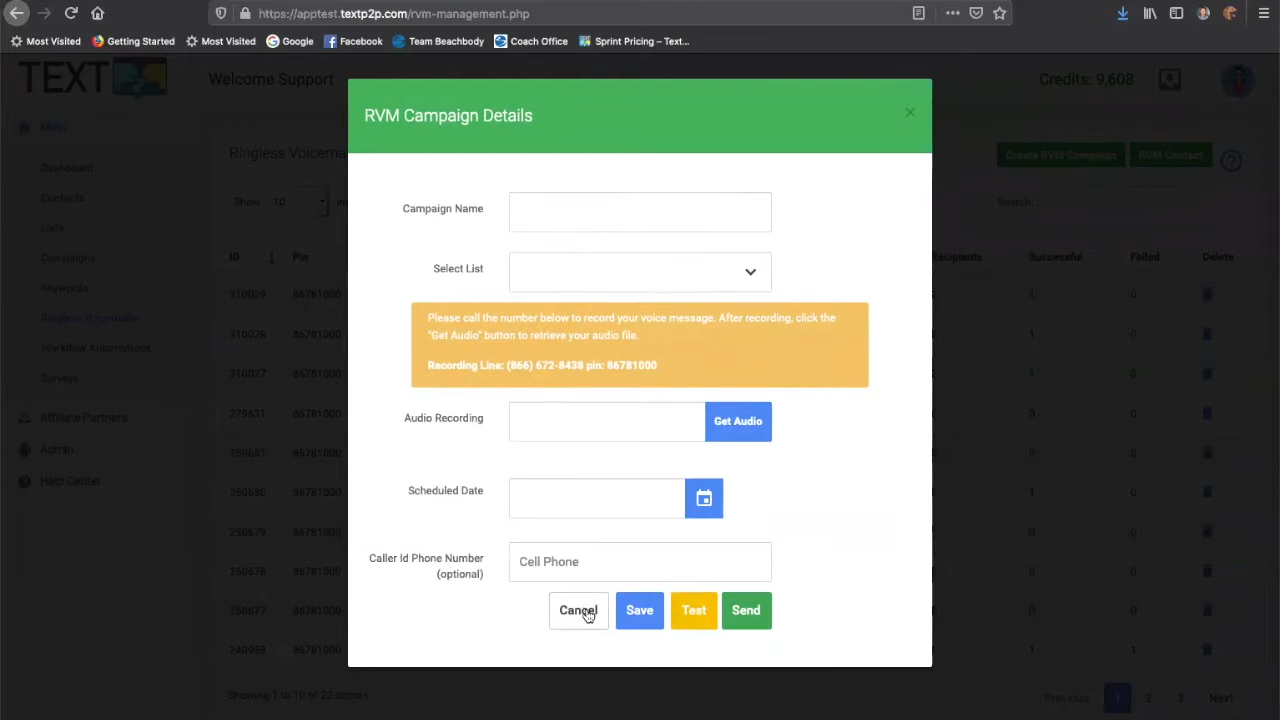 https://apptest.textp2p.com/rvm-management.php
Most Visited
Getting Started
Most Visited
Google
Facebook
Team Beachbody
Coach Office
Sprint Pricing – Text...
TEXT
Welcome Support
Credits: 9,608
RVM Campaign Details
Main
Dashboard
Contacts
Lists
Campaigns
Keywords
Ringless Voicemails
Workflow Automations
Surveys
Affiliate Partners
Admin
Help Center
Ringless Voicema
Create RVM Campaign
RVM Contact
Show 10
Search:
ID
Pin
Recipients
Successful
Failed
Delete
310029 86781000 1 0
310028 86781000 1 0
310027 86781000 1 0
279631 86781000 0 0
250681 86781000 0 0
250680 86781000 1 0
250679 86781000 0 0
250678 86781000 0 0
250677 86781000 0 0
240958 86781000 1 1
Showing 1 to 10 of 22 entries
Previous 1 2 3 Next
Campaign Name
Select List
Please call the number below to record your voice message. After recording, click the
"Get Audio" button to retrieve your audio file.
Recording Line: (866) 672-8438 pin: 86781000
Audio Recording
Get Audio
Scheduled Date
Caller Id Phone Number
(optional)
Cell Phone
Cancel
Save
Test
Send